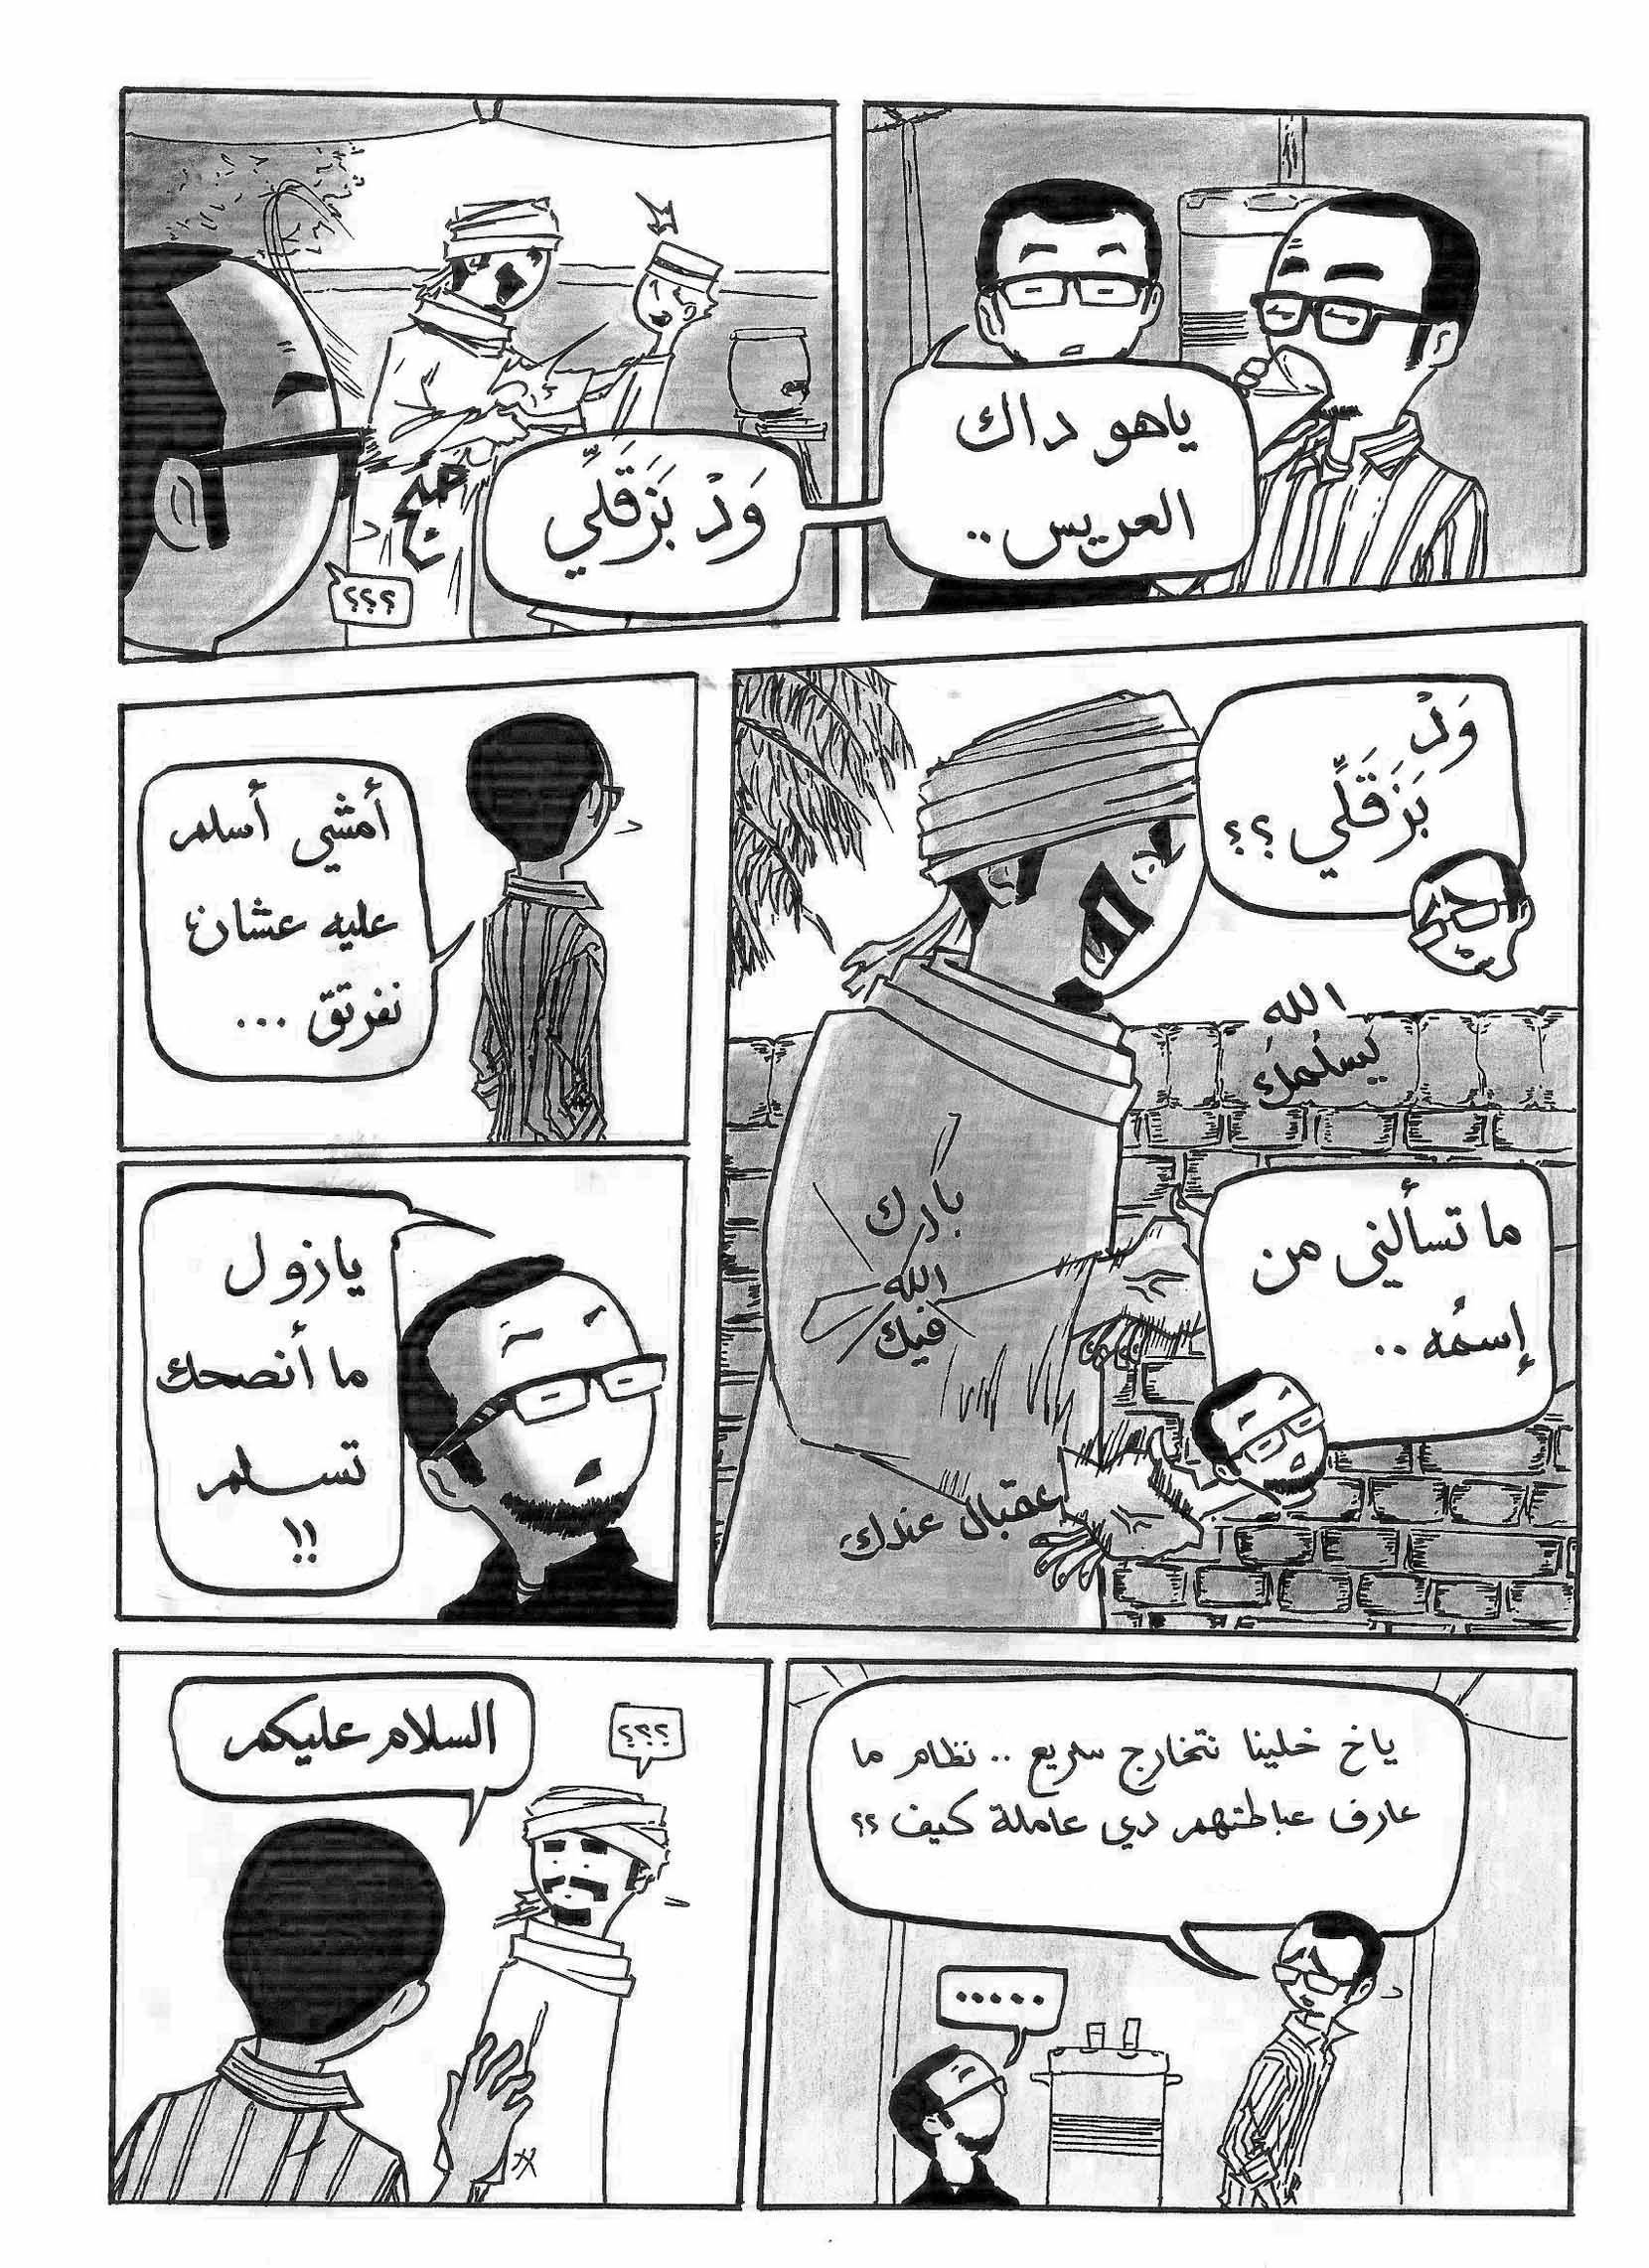 ياهو داك
العريس..
وَدْ بَزَقَلِّي
؟؟؟
وَدْ
بَزَقَلِّي ؟؟
الله
يسلمك
بارك
الله
فيك
ما تسألني من
إسمُه ..
عقبال عندك
أمشي أسلم
عليه عشان
نفرتق ...
يازول
ما أنصحك
تسلم
!!
ياخ خلينا نتخارج سريع .. نظام ما
عارف عباطتهم دي عاملة كيف ؟؟
.....
السلام عليكم
؟؟؟